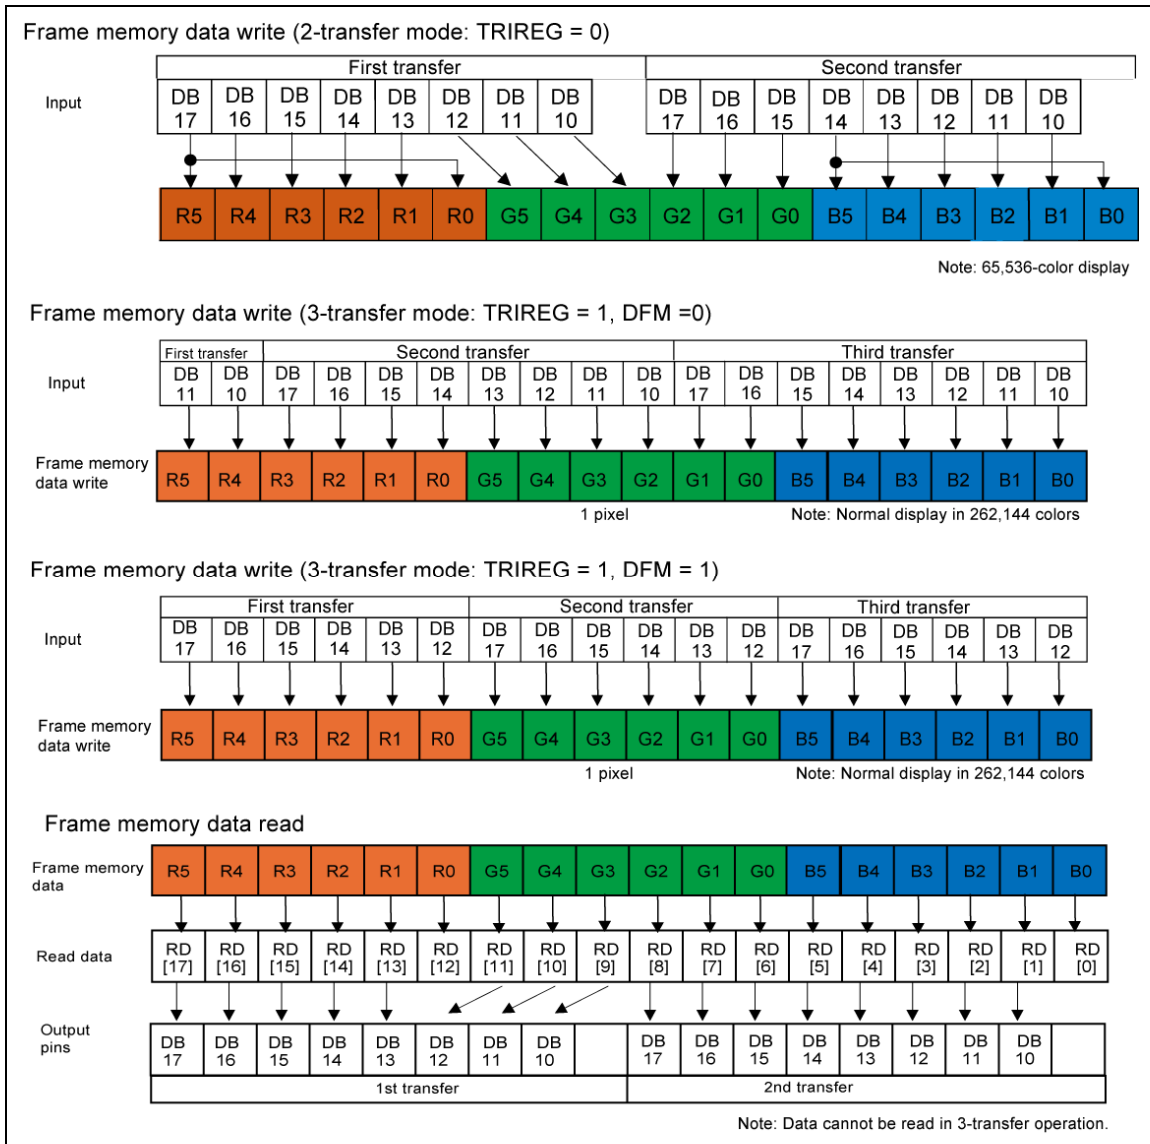 Frame memory data write (2-transfer mode: TRIREG = 0)
First transfer Second transfer
Input
DB 17 DB 16 DB 15 DB 14 DB 13 DB 12 DB 11 DB 10 DB 17 DB 16 DB 15 DB 14 DB 13 DB 12 DB 11 DB 10
R5 R4 R3 R2 R1 R0 G5 G4 G3 G2 G1 G0 B5 B4 B3 B2 B1 B0
Note: 65,536-color display
Frame memory data write (3-transfer mode: TRIREG = 1, DFM =0)
First transfer Second transfer Third transfer
Input
DB 11 DB 10 DB 17 DB 16 DB 15 DB 14 DB 13 DB 12 DB 11 DB 10 DB 17 DB 16 DB 15 DB 14 DB 13 DB 12 DB 11 DB 10
Frame memory
data write
R5 R4 R3 R2 R1 R0 G5 G4 G3 G2 G1 G0 B5 B4 B3 B2 B1 B0
1 pixel Note: Normal display in 262,144 colors
Frame memory data write (3-transfer mode: TRIREG = 1, DFM = 1)
First transfer Second transfer Third transfer
Input
DB 17 DB 16 DB 15 DB 14 DB 13 DB 12 DB 17 DB 16 DB 15 DB 14 DB 13 DB 12 DB 17 DB 16 DB 15 DB 14 DB 13 DB 12
Frame memory
data write
R5 R4 R3 R2 R1 R0 G5 G4 G3 G2 G1 G0 B5 B4 B3 B2 B1 B0
1 pixel Note: Normal display in 262,144 colors
Frame memory data read
Frame memory
data
R5 R4 R3 R2 R1 R0 G5 G4 G3 G2 G1 G0 B5 B4 B3 B2 B1 B0
Read data
RD [17] RD [16] RD [15] RD [14] RD [13] RD [12] RD [11] RD [10] RD [9] RD [8] RD [7] RD [6] RD [5] RD [4] RD [3] RD [2] RD [1] RD [0]
Output
pins
DB 17 DB 16 DB 15 DB 14 DB 13 DB 12 DB 11 DB 10 DB 17 DB 16 DB 15 DB 14 DB 13 DB 12 DB 11 DB 10
1st transfer 2nd transfer
Note: Data cannot be read in 3-transfer operation.